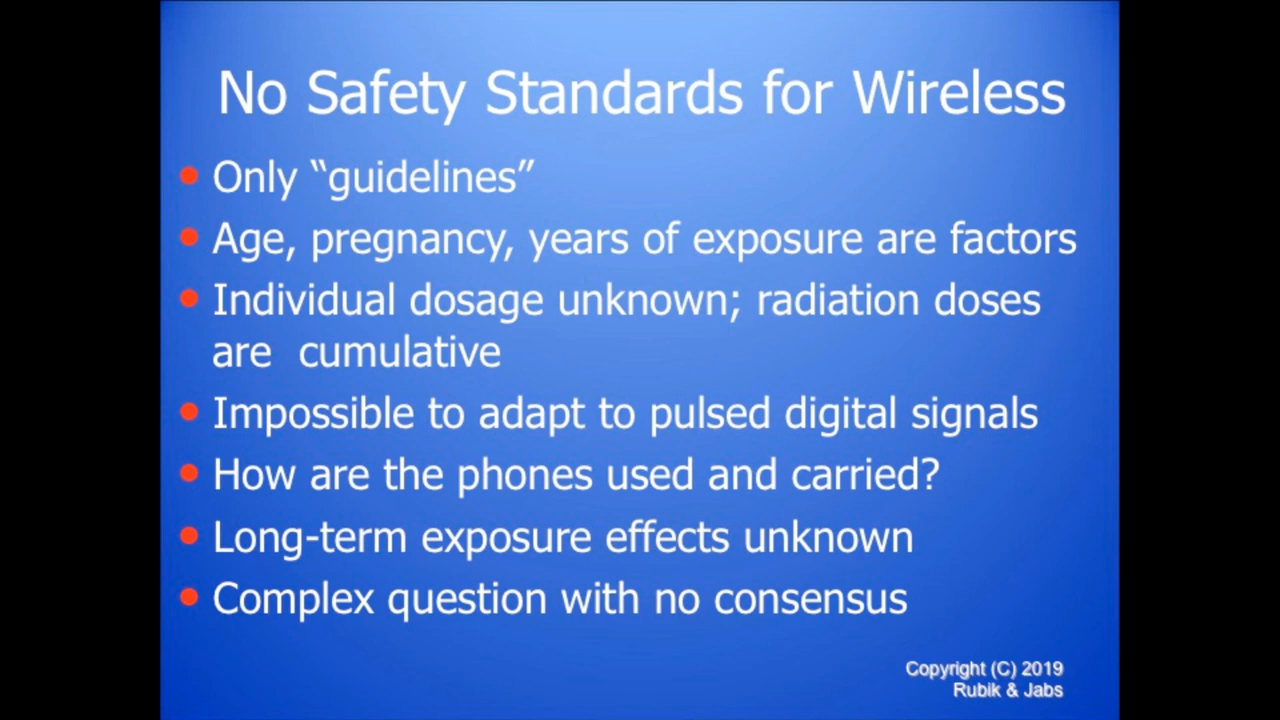 No Safety Standards for Wireless
Only “guidelines”
Age, pregnancy, years of exposure are factors
Individual dosage unknown; radiation doses
are cumulative
Impossible to adapt to pulsed digital signals
How are the phones used and carried?
Long-term exposure effects unknown
Complex question with no consensus
Copyright (C) 2019
Rubik & Jabs